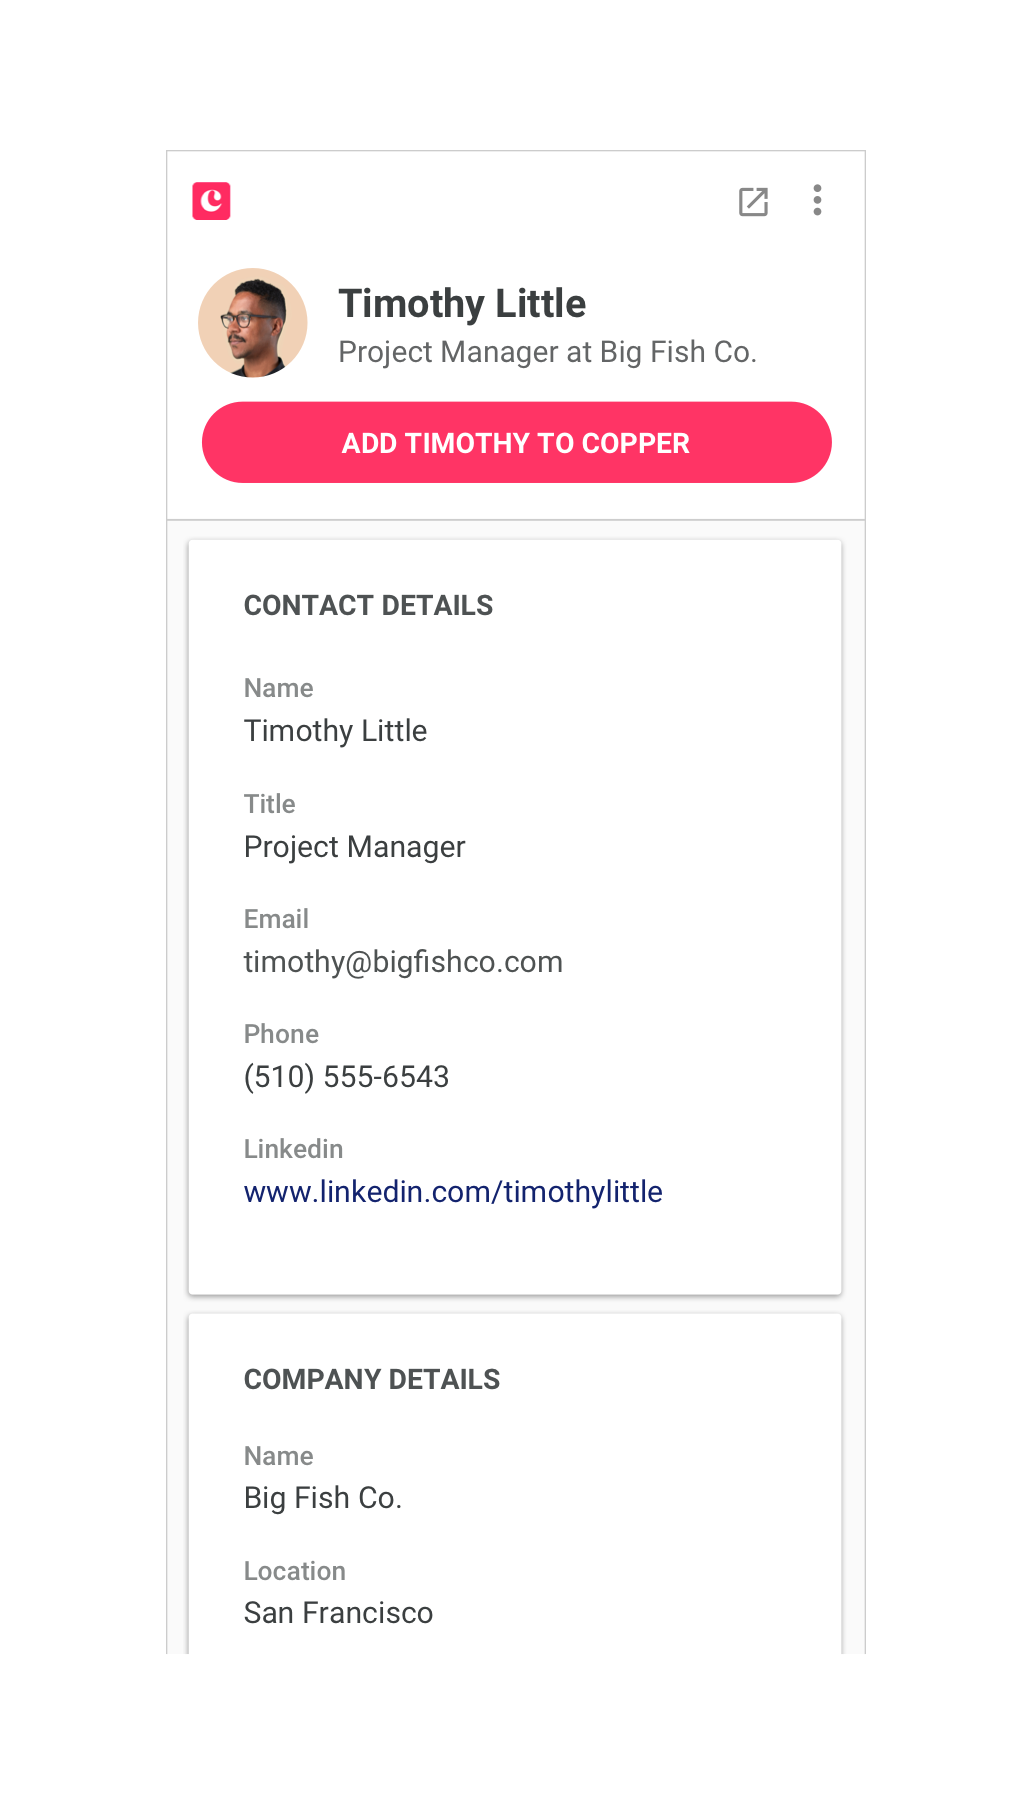 Timothy Little
Project Manager at Big Fish Co.
ADD TIMOTHY TO COPPER
CONTACT DETAILS
Name
Timothy Little
Title
Project Manager
Email
timothy@bigfishco.com
Phone
(510) 555-6543
Linkedin
www.linkedin.com/timothylittle
COMPANY DETAILS
Name
Big Fish Co.
Location
San Francisco